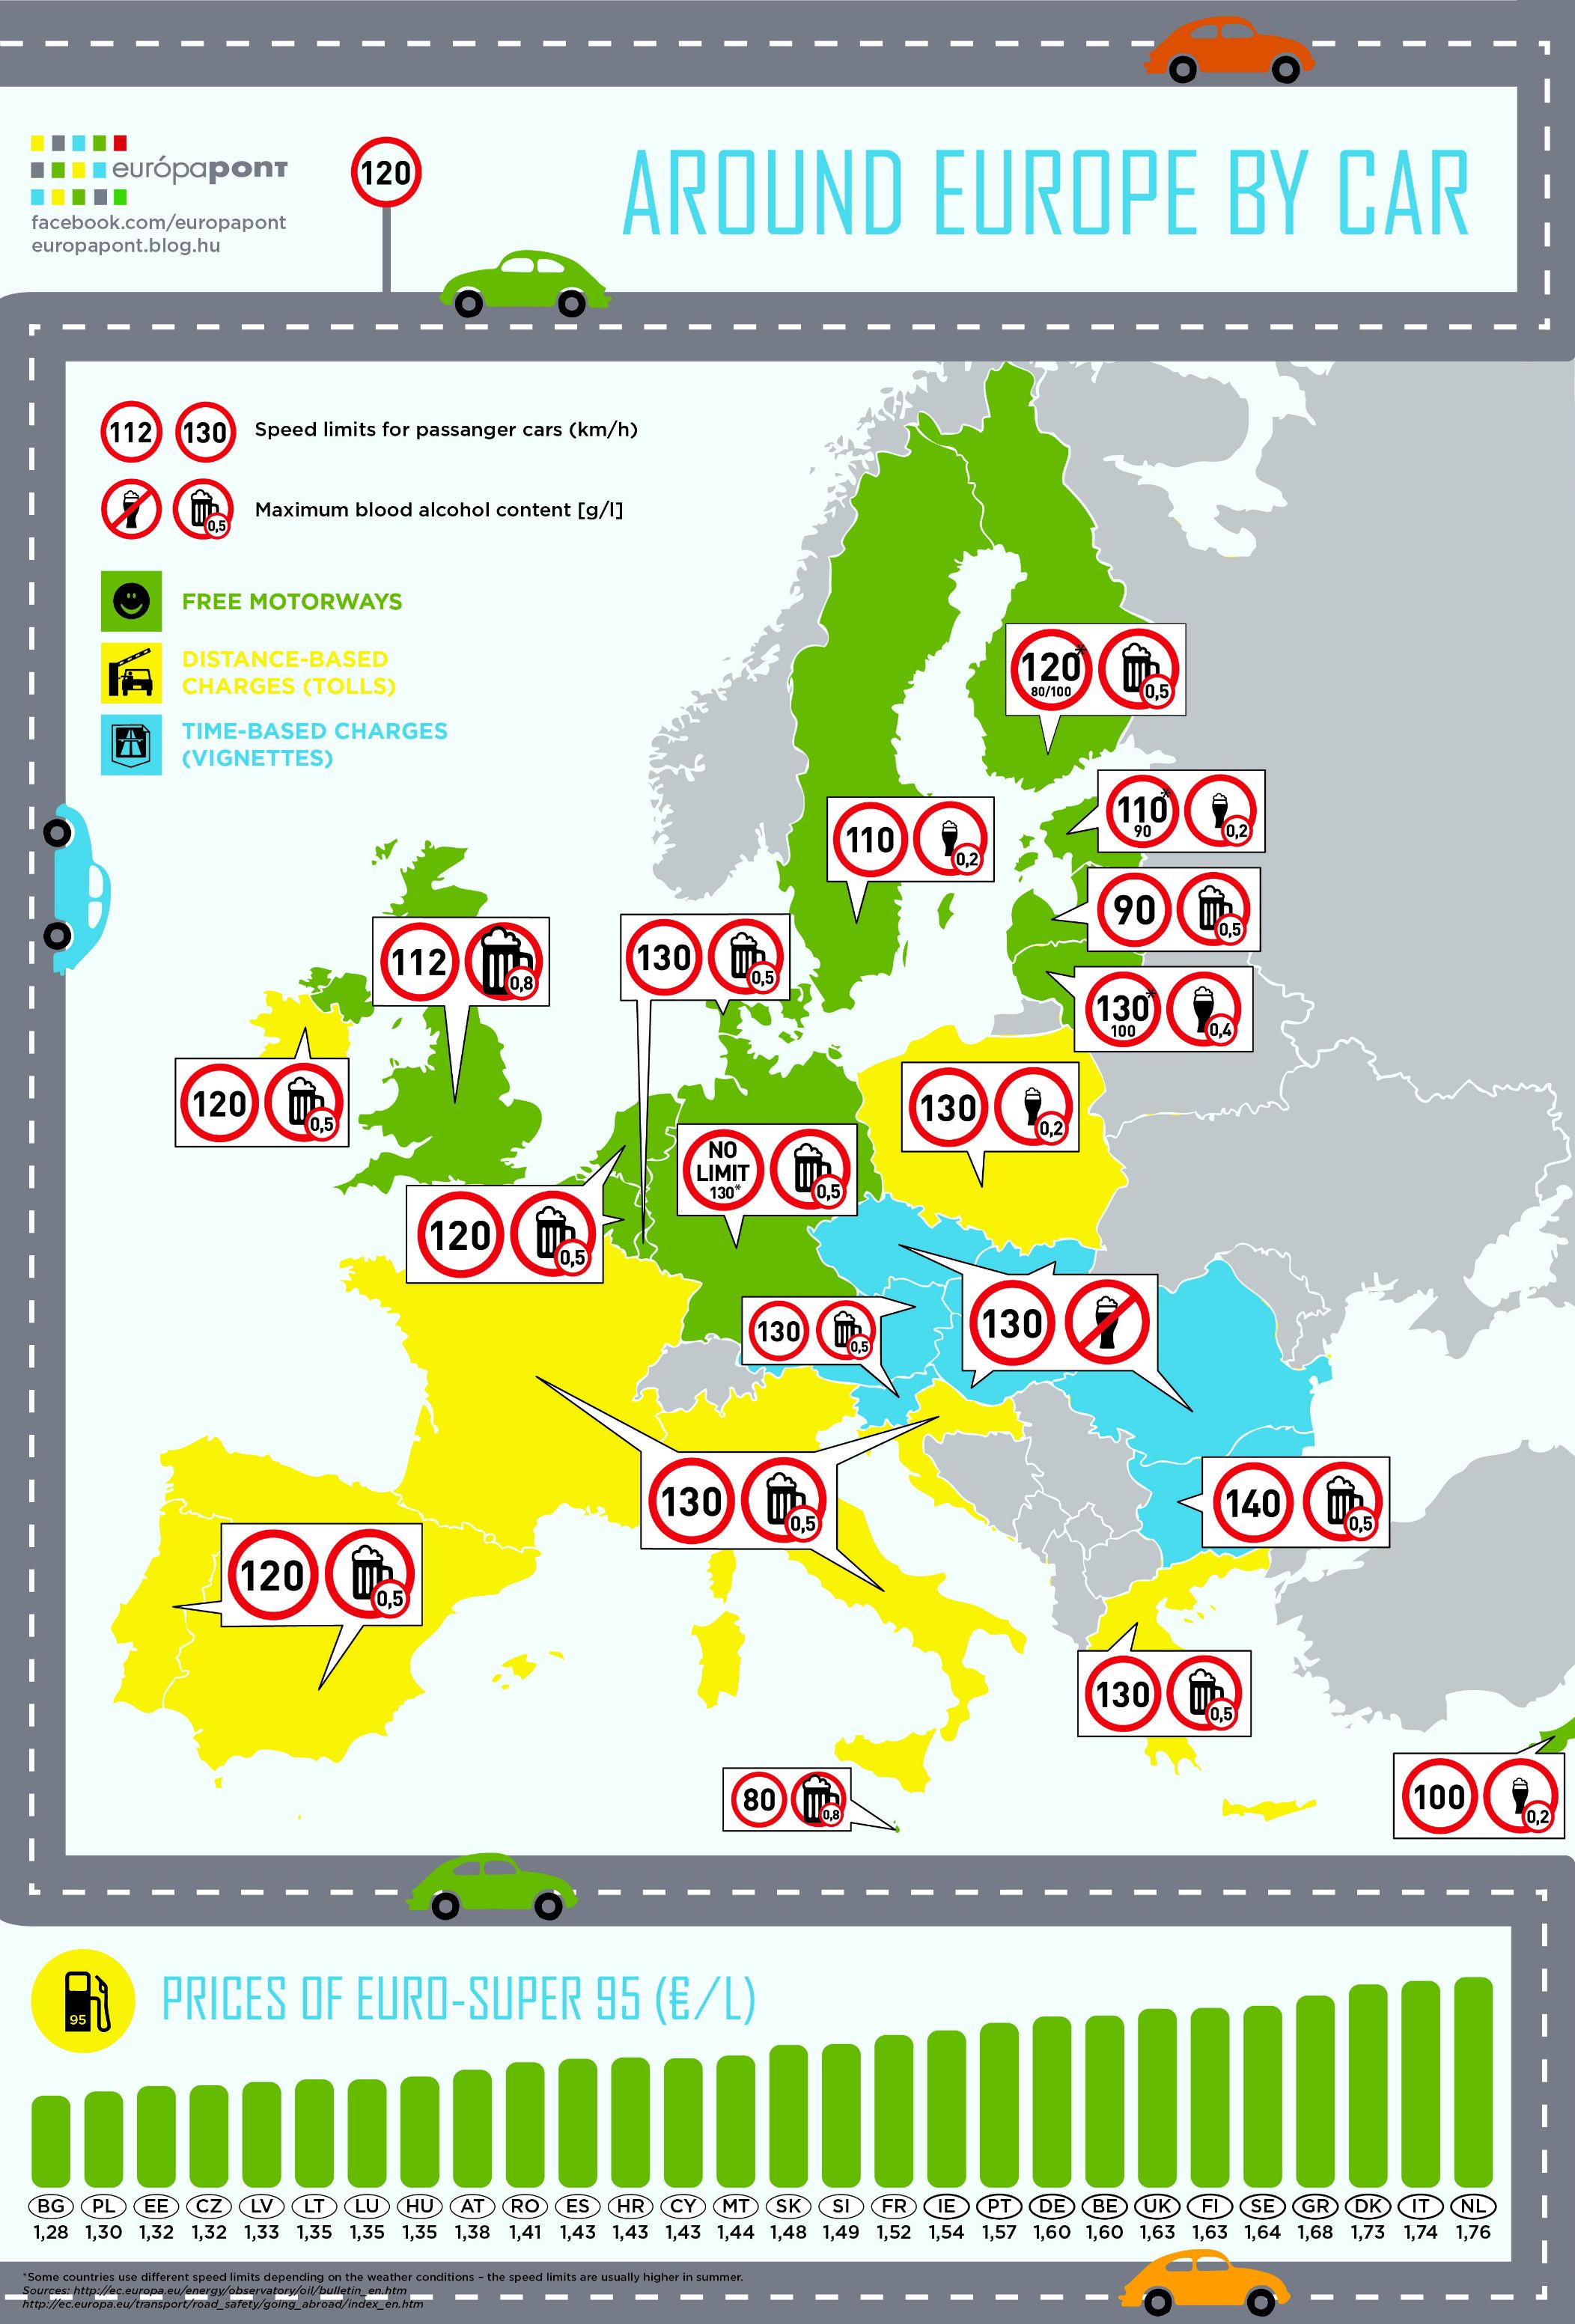 európapont
facebook.com/europapont
europapont.blog.hu
120
AROUND EUROPE BY CAR
112 130 Speed limits for passanger cars (km/h)
0,5 Maximum blood alcohol content [g/l]
FREE MOTORWAYS
DISTANCE-BASED
CHARGES (TOLLS)
TIME-BASED CHARGES
(VIGNETTES)
120*
80/100
0,5
110*
90
0,2
110 0,2
90 0,5
112 0,8
130 0,5
130*
100
0,4
120 0,5
130 0,2
NO
LIMIT
130*
0,5
120 0,5
130 0,5
130
130 0,5
140 0,5
120 0,5
130 0,5
80 0,8
100 0,2
95
PRICES OF EURO-SUPER 95 (€/L)
BG PL EE CZ LV LT LU HU AT RO ES HR CY MT SK SI FR IE PT DE BE UK FI SE GR DK IT NL
1,28 1,30 1,32 1,32 1,33 1,35 1,35 1,35 1,38 1,41 1,43 1,43 1,43 1,44 1,48 1,49 1,52 1,54 1,57 1,60 1,60 1,63 1,63 1,64 1,68 1,73 1,74 1,76
*Some countries use different speed limits depending on the weather conditions – the speed limits are usually higher in summer.
Sources: http://ec.europa.eu/energy/observatory/oil/bulletin_en.htm
http://ec.europa.eu/transport/road_safety/going_abroad/index_en.htm